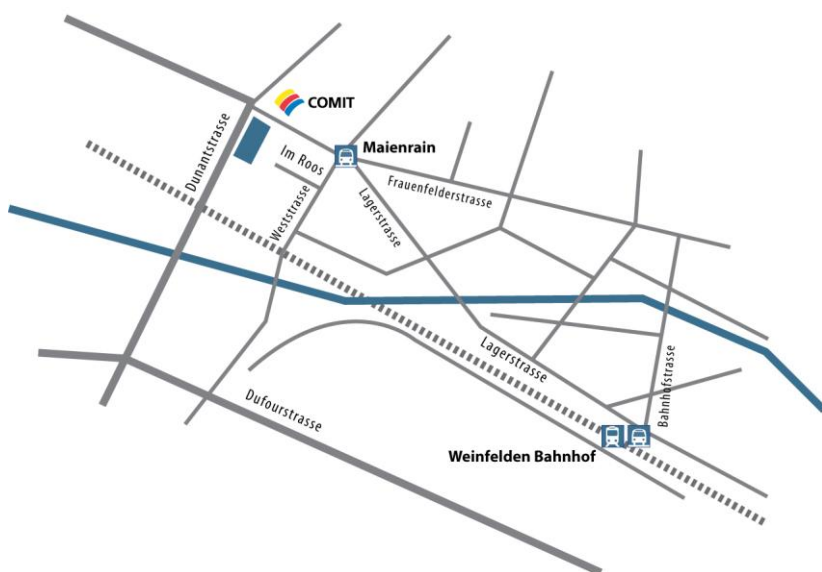 COMIT
Dunantstrasse
Im Roos
Maienrain
Weststrasse
Lagerstrasse
Frauenfelderstrasse
Lagerstrasse
Bahnhofstrasse
Dufourstrasse
Weinfelden Bahnhof